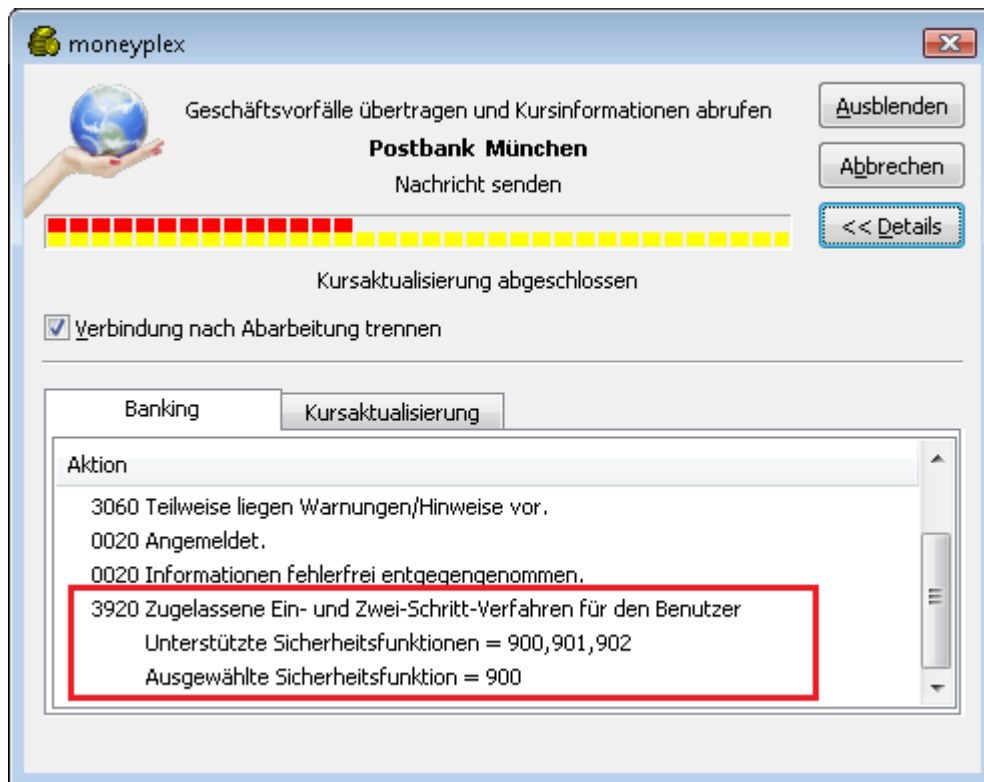 moneyplex
Geschäftsvorfälle übertragen und Kursinformationen abrufen
Postbank München
Nachricht senden
Ausblenden
Abbrechen
<< Details
Kursaktualisierung abgeschlossen
Verbindung nach Abarbeitung trennen
Banking
Kursaktualisierung
Aktion
3060 Teilweise liegen Warnungen/Hinweise vor.
0020 Angemeldet.
0020 Informationen fehlerfrei entgegengenommen.
3920 Zugelassene Ein- und Zwei-Schritt-Verfahren für den Benutzer
Unterstützte Sicherheitsfunktionen = 900,901,902
Ausgewählte Sicherheitsfunktion = 900